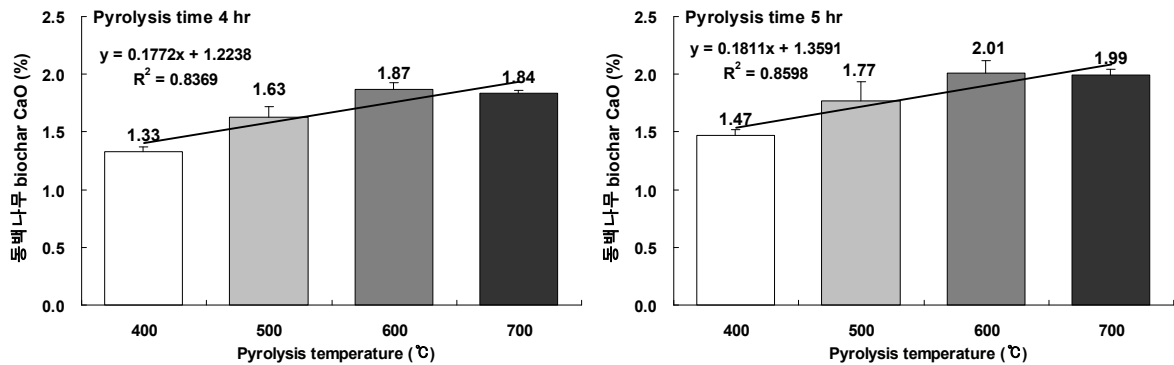 Pyrolysis time 4 hr
y = 0.1772x + 1.2238
R² = 0.8369
동백나무 biochar CaO (%)
2.5
2.0
1.5
1.0
0.5
0.0
1.33
1.63
1.87
1.84
400 500 600 700
Pyrolysis temperature (℃)
Pyrolysis time 5 hr
y = 0.1811x + 1.3591
R² = 0.8598
동백나무 biochar CaO (%)
2.5
2.0
1.5
1.0
0.5
0.0
1.47
1.77
2.01
1.99
400 500 600 700
Pyrolysis temperature (℃)